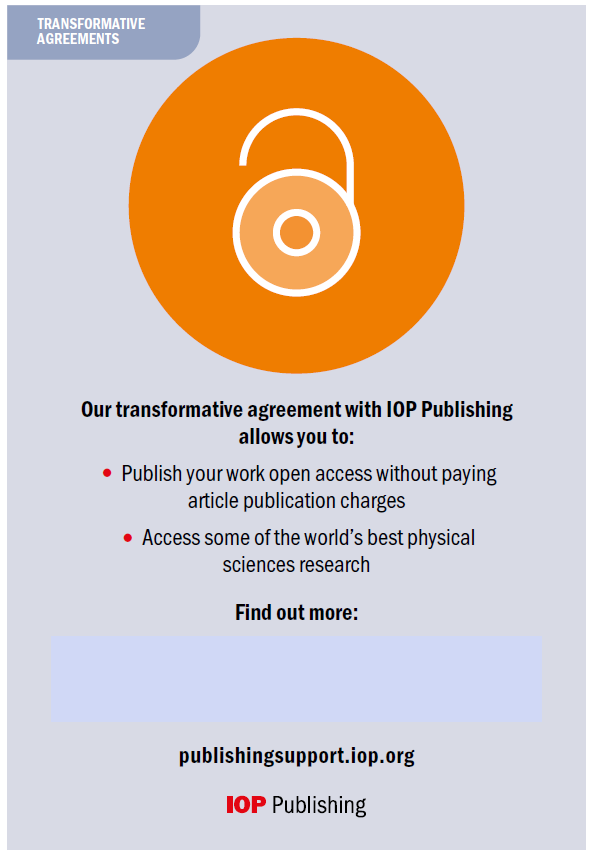 TRANSFORMATIVE
AGREEMENTS
Our transformative agreement with IOP Publishing
allows you to:
• Publish your work open access without paying
article publication charges
• Access some of the world’s best physical
sciences research
Find out more:
publishingsupport.iop.org
IOP Publishing